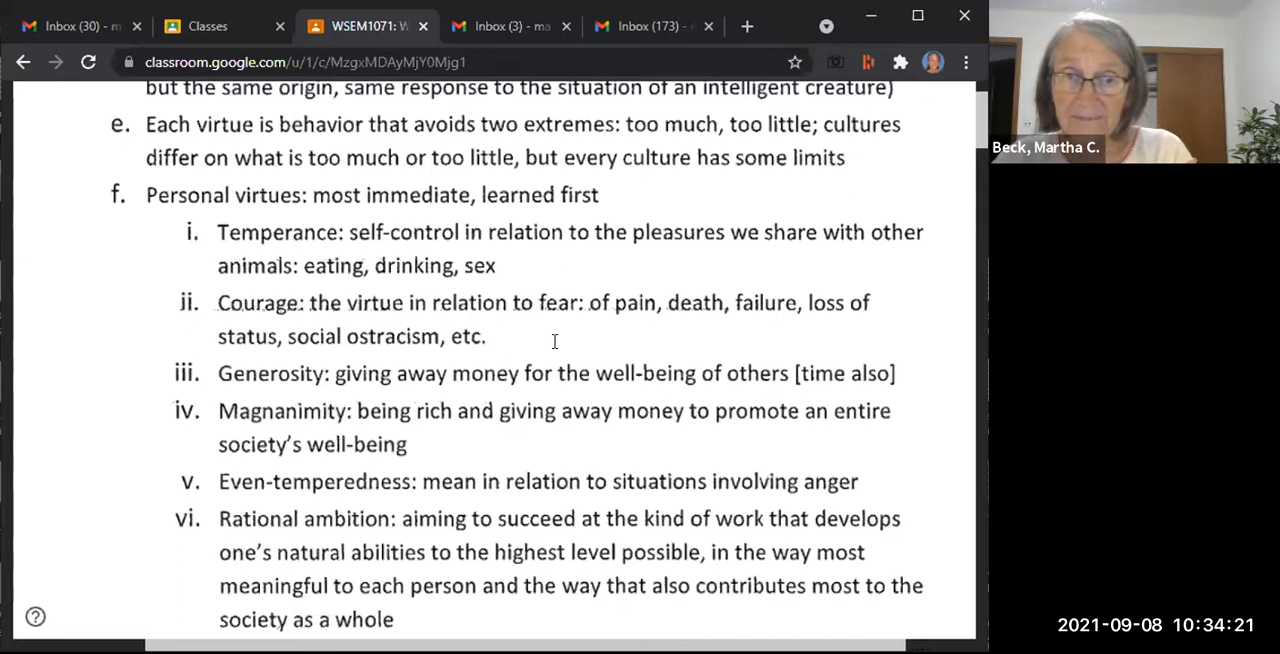 Inbox (30) - m
Classes
WSEM1071: W
Inbox (3) - ma
Inbox (173) -
classroom.google.com/u/1/c/MzgxMDAyMjY0Mjg1
but the same origin, same response to the situation of an intelligent creature)
e. Each virtue is behavior that avoids two extremes: too much, too little; cultures
differ on what is too much or too little, but every culture has some limits
f. Personal virtues: most immediate, learned first
i. Temperance: self-control in relation to the pleasures we share with other
animals: eating, drinking, sex
ii. Courage: the virtue in relation to fear: of pain, death, failure, loss of
status, social ostracism, etc.
iii. Generosity: giving away money for the well-being of others [time also]
iv. Magnanimity: being rich and giving away money to promote an entire
society's well-being
v. Even-temperedness: mean in relation to situations involving anger
vi. Rational ambition: aiming to succeed at the kind of work that develops
one's natural abilities to the highest level possible, in the way most
meaningful to each person and the way that also contributes most to the
society as a whole
Beck, Martha C.
2021-09-08 10:34:21